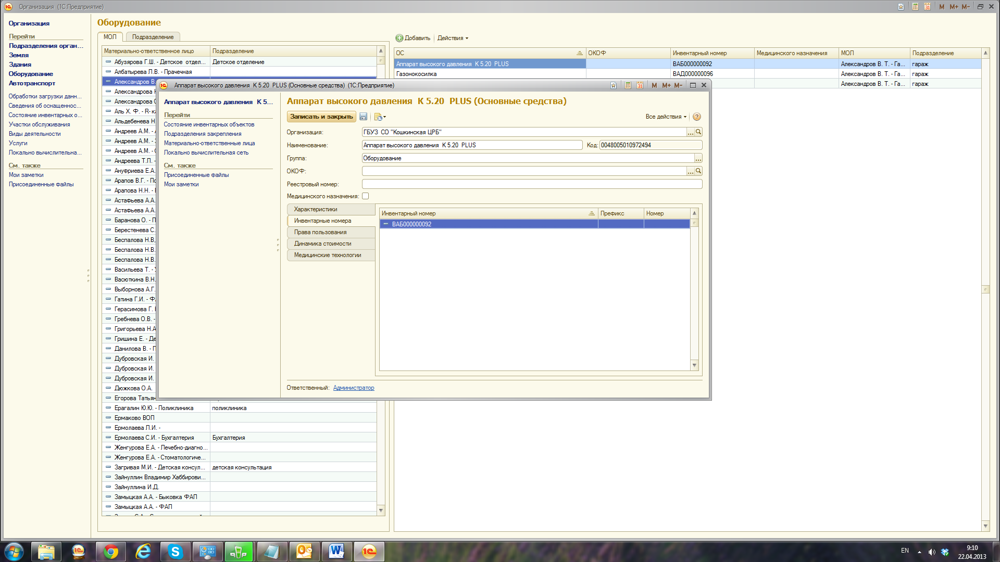 Организация (1С:Предприятие)
M M+ M-
Организация
Перейти
Подразделения орган...
Земля
Здания
Оборудование
Автотранспорт
Обработки загрузки данн...
Сведения об оснащеннос...
Состояние инвентарных о...
Участки обслуживания
Виды деятельности
Услуги
Локально вычислительна...
См. также
Мои заметки
Присоединенные файлы
Оборудование
МОЛ Подразделение
Материально-ответственное лицо Подразделение
Абузярова Г.Ш. - Детское отдел... Детское отделение
Албатырева Л.В. - Прачечная
Александров В.
Александрова
Александрова
Аль Х. Ф. - R- к
Альдебенева Н
Андреев А.М. -
Андреев А.М. -
Андреев А.М. -
Андреева Т.П. -
Ануфриева Е.А.
Арапов В.Г. - По
Арапова Н.Н. -
Астафьева А.А.
Астафьева А.А.
Баранова О. - П
Берестенева С.
Беспалова Н.В,
Беспалова Н.В.
Беспалова Н.В.
Васильева Т. -
Васюткина В.Н.
Выборнова А.Г.
Гатина Г.И. -
Герасимова Г.
Гребнева О.В. -
Григорьева Н.А
Гришина Е. - Де
Данилова В. - П
Дубровская И.
Дубровская И.
Дубровская И.
Дюжкова О.А.
Егорова Татьян
Ерагалин Ю.Ю. - Поликлиника поликлиника
Ермаково ВОП
Ермолаева Л.И. -
Ермолаева С.И. - Бухгалтерия Бухгалтерия
Женгурова Е.А. - Лечебно-диагно...
Женгурова Е.А. - Стоматологиче...
Загривая М.И. - Детская консул... детская консультация
Зайнуллин Владимир Хаббирови...
Зайнуллина И.Д.
Замыцкая А.А. - Быковка ФАП
Замыцкая А.А. - ФАП
Добавить Действия
ОС ОКОФ Инвентарный номер Медицинского назначения МОЛ Подразделение
Аппарат высокого давления К 5.20 PLUS ВАБ000000092 Александров В. Т. - Га... гараж
Газонокосилка ВАД000000096 Александров В. Т. - Га... гараж
Александров В. Т. - Га... гараж
Аппарат высокого давления К 5.20 PLUS (Основные средства) (1С:Предприятие)
M M+ M-
Аппарат высокого давления К 5...
Перейти
Состояние инвентарных объектов
Подразделения закрепления
Материально-ответственные лица
Локально вычислительная сеть
См. также
Присоединенные файлы
Мои заметки
Аппарат высокого давления К 5.20 PLUS (Основные средства)
Записать и закрыть Все действия
Организация: ГБУЗ СО "Кошкинская ЦРБ"
Наименование: Аппарат высокого давления К 5.20 PLUS Код: 0048005010972494
Группа: Оборудование
ОКОФ:
Реестровый номер:
Медицинского назначения:
Характеристики
Инвентарные номера
Права пользования
Динамика стоимости
Медицинские технологии
Инвентарный номер Префикс Номер
ВАБ000000092
Ответственный: Администратор
EN
9:10
22.04.2013